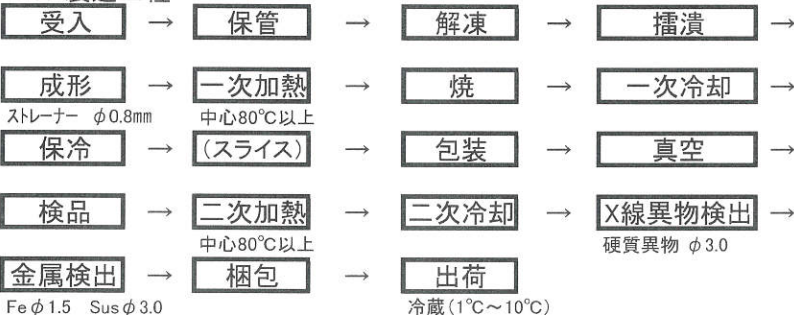 受入 → 保管 → 解凍 → 擂潰 →
成形 → 一次加熱 → 焼 → 一次冷却 →
ストレーナー φ0.8㎜ 中心80℃以上
保冷 → (スライス) → 包装 → 真空 →
検品 → 二次加熱 → 二次冷却 → X線異物検出 →
中心80℃以上 硬質異物 φ3.0
金属検出 → 梱包 → 出荷
Feφ1.5 Susφ3.0 冷蔵(1℃～10℃)